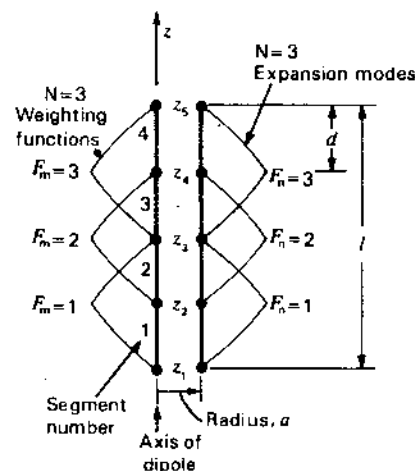 z
N=3
Expansion modes
N=3
Weighting
functions
4
z5
d
Fm=3
z4
Fn=3
3
Fm=2
z3
Fn=2
l
2
Fm=1
z2
Fn=1
1
z1
Segment
number
Radius, a
Axis of
dipole